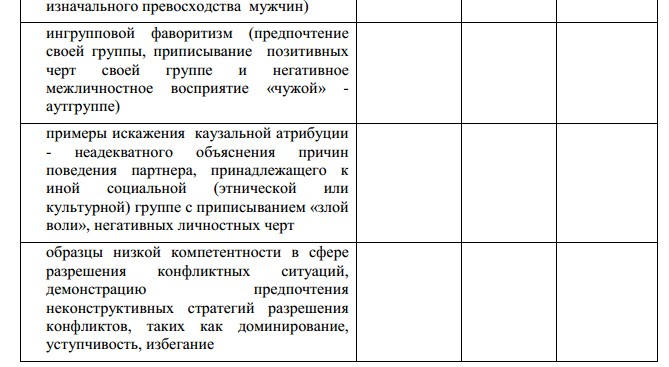 изначального превосходства мужчин)
ингрупповой фаворитизм (предпочтение
своей группы, приписывание позитивных
черт своей группе и негативное
межличностное восприятие «чужой» -
аутгруппе)
примеры искажения каузальной атрибуции
- неадекватного объяснения причин
поведения партнера, принадлежащего к
иной социальной (этнической или
культурной) группе с приписыванием «злой
воли», негативных личностных черт
образцы низкой компетентности в сфере
разрешения конфликтных ситуаций,
демонстрацию предпочтения
неконструктивных стратегий разрешения
конфликтов, таких как доминирование,
уступчивость, избегание